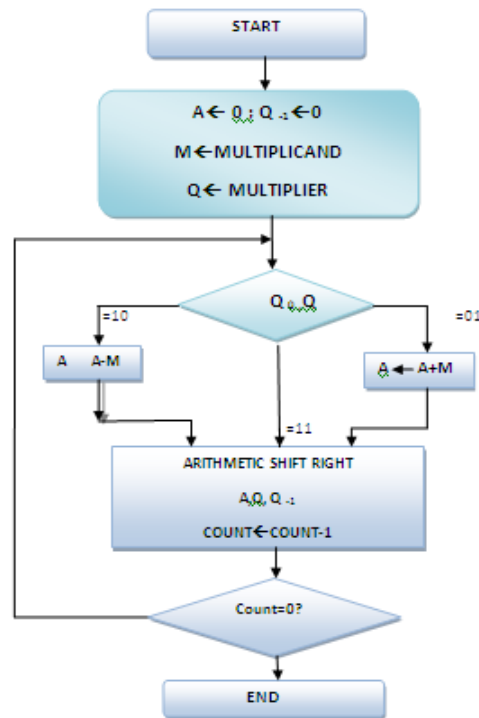 START
A← 0 ; Q -1 ←0
M←MULTIPLICAND
Q← MULTIPLIER
Q 0, Q
=10
=01
A A-M
A ← A+M
=11
ARITHMETIC SHIFT RIGHT
A,Q, Q -1
COUNT←COUNT-1
Count=0?
END